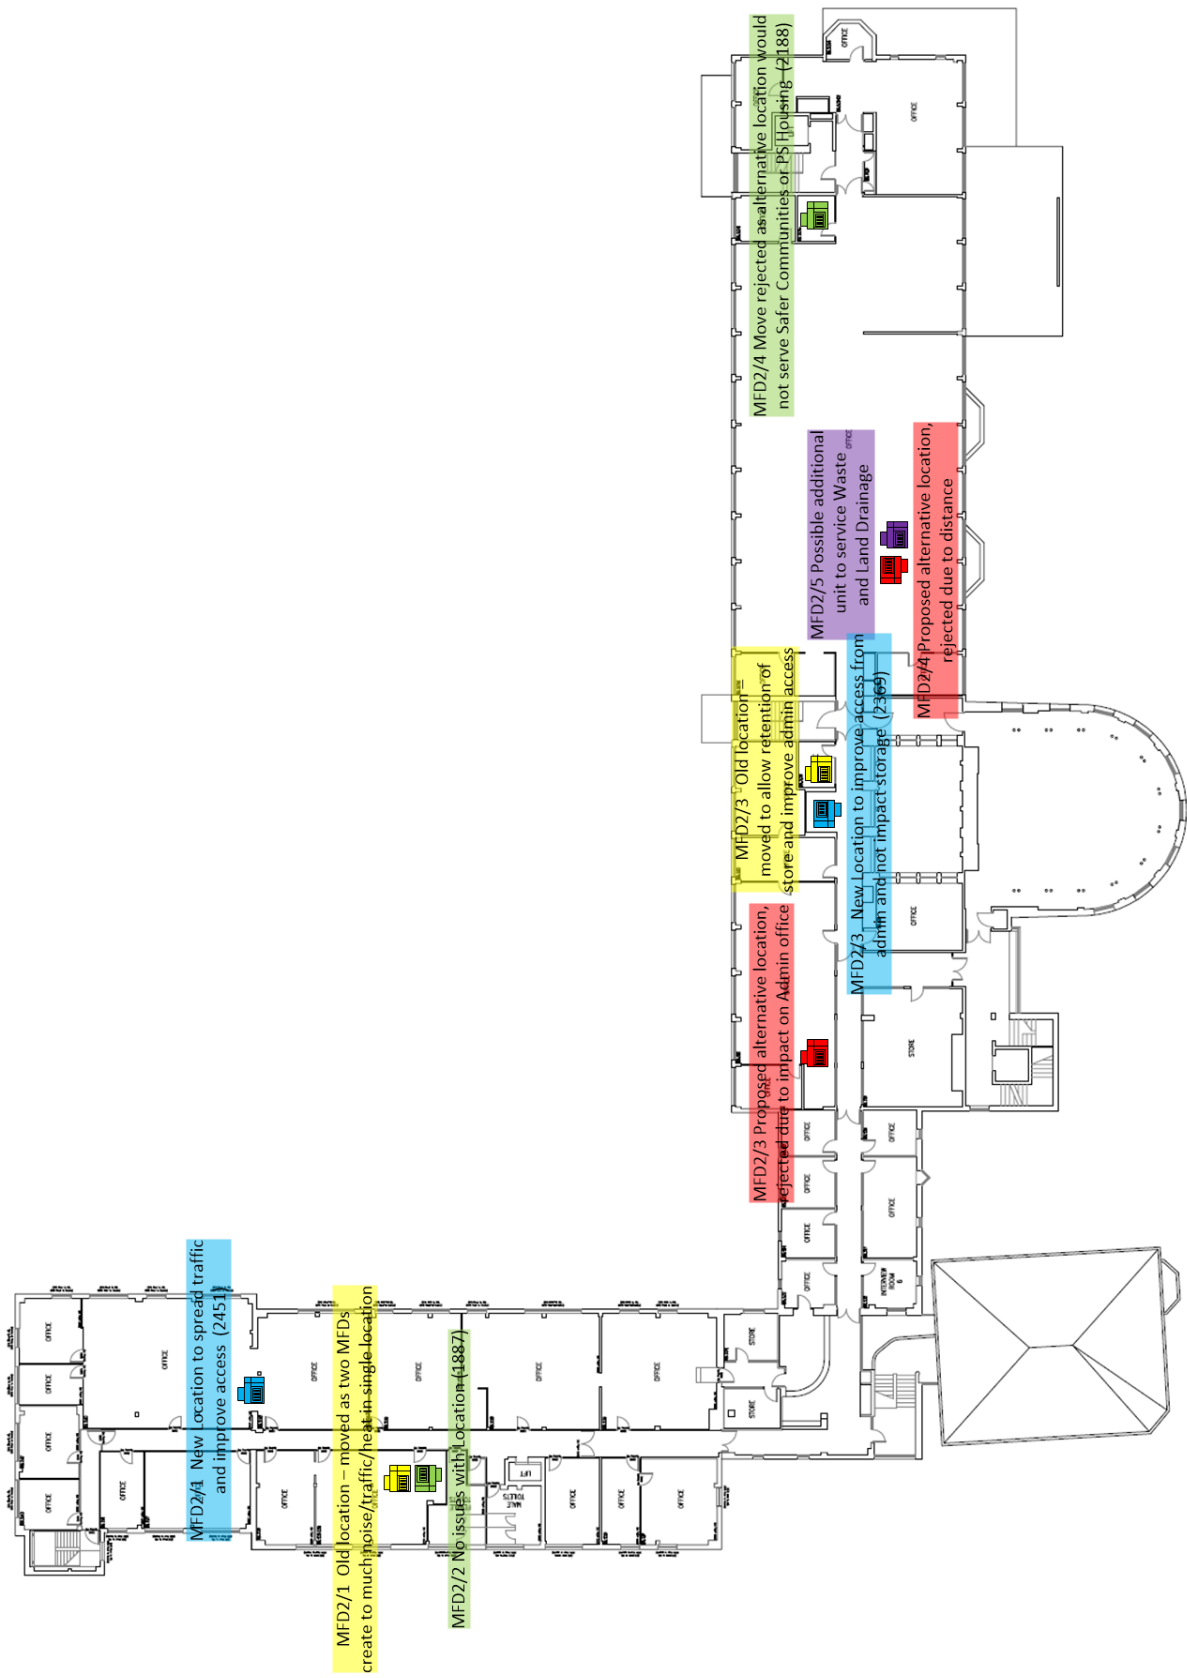 MFD2/1 New Location to spread traffic
and improve access (2451)
MFD2/1 Old location – moved as two MFDs
create to much noise/traffic/heat in single location
MFD2/2 No issues with Location (1887)
MFD2/3 Proposed alternative location,
rejected due to impact on Admin office
MFD2/3 Old location –
moved to allow retention of
store and improve admin access
MFD2/3 New Location to improve access from
admin and not impact storage (2369)
MFD2/4 Move rejected as alternative location would
not serve Safer Communities or PS Housing (2188)
MFD2/5 Possible additional
unit to service Waste
and Land Drainage
MFD2/4 Proposed alternative location,
rejected due to distance
OFFICE
OFFICE
OFFICE
OFFICE
OFFICE
OFFICE
OFFICE
OFFICE
OFFICE
OFFICE
OFFICE
LIFT
MALE
TOILETS
OFFICE
OFFICE
OFFICE
STORE
STORE
OFFICE
OFFICE
OFFICE
OFFICE
OFFICE
OFFICE
STORE
OFFICE
OFFICE
OFFICE
OFFICE